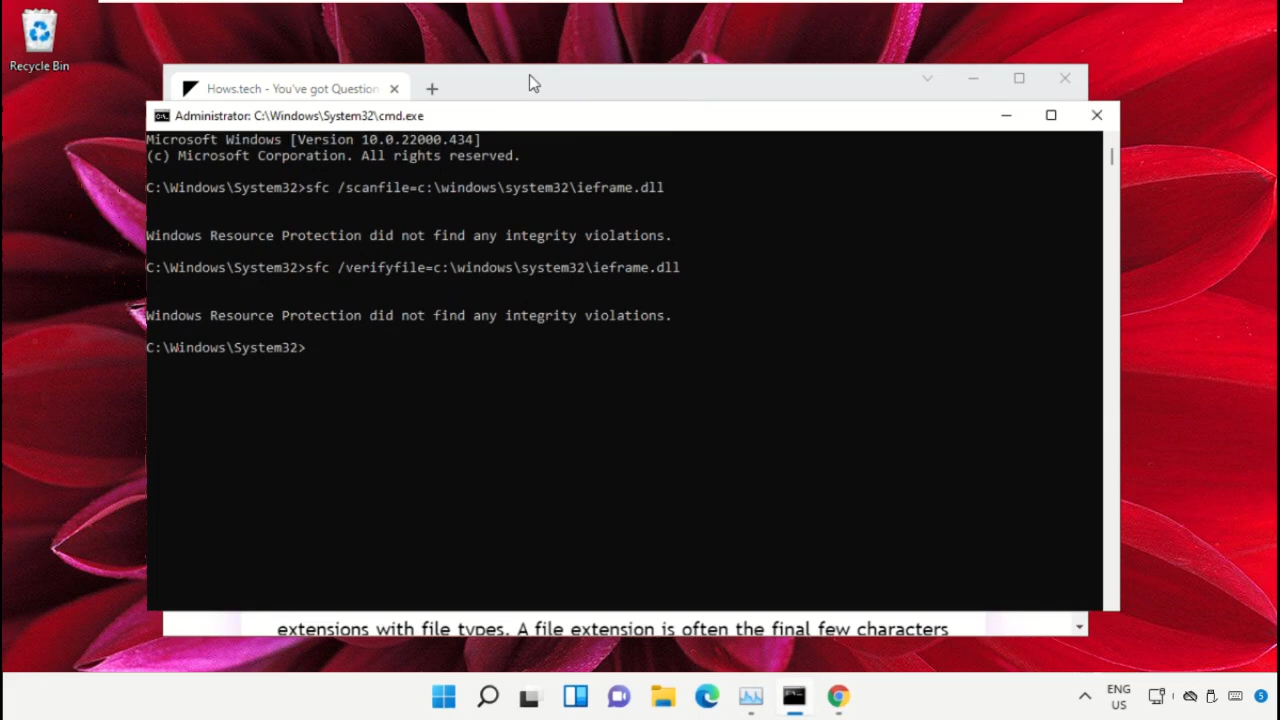 Recycle Bin
Hows.tech - You've got Question
Administrator: C:\Windows\System32\cmd.exe
Microsoft Windows [Version 10.0.22000.434]
(c) Microsoft Corporation. All rights reserved.
C:\Windows\System32>sfc /scanfile=c:\windows\system32\ieframe.dll
Windows Resource Protection did not find any integrity violations.
C:\Windows\System32>sfc /verifyfile=c:\windows\system32\ieframe.dll
Windows Resource Protection did not find any integrity violations.
C:\Windows\System32>
extensions with file types. A file extension is often the final few characters
ENG
US
5